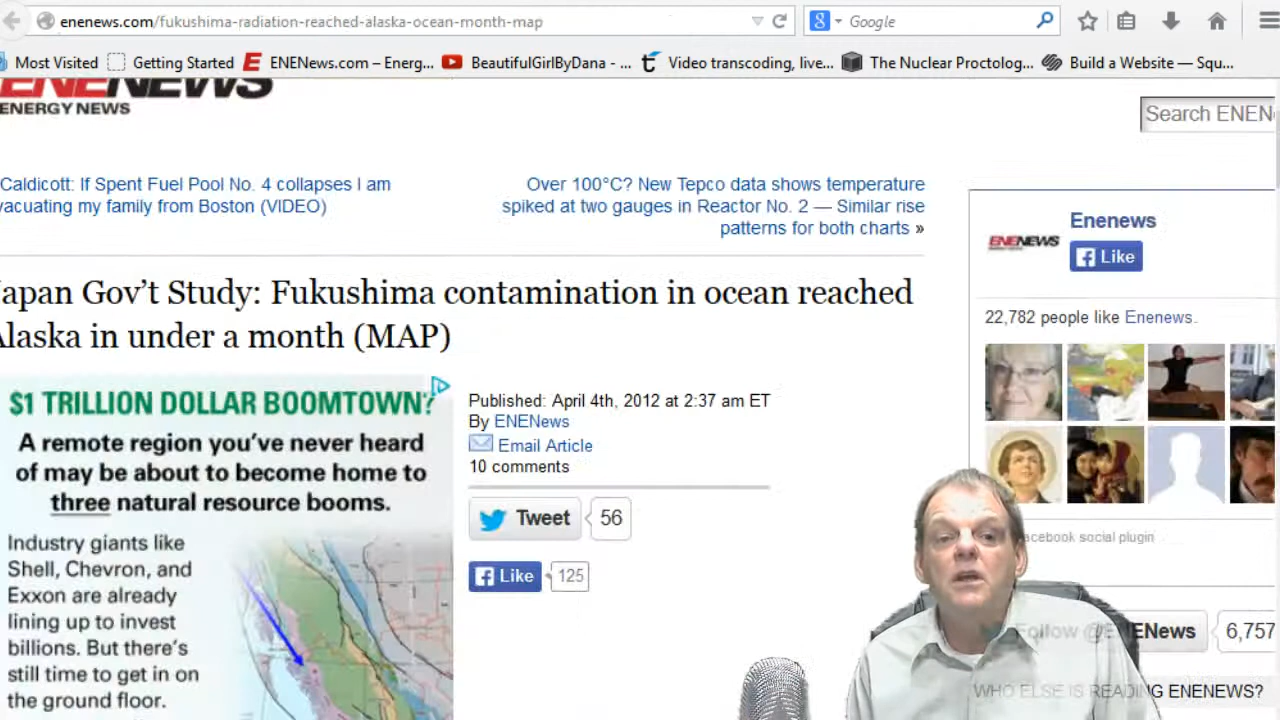 enenews.com/fukushima-radiation-reached-alaska-ocean-month-map
Google
Most Visited
Getting Started
ENENews.com – Energ...
BeautifulGirlByDana - ...
Video transcoding, live...
The Nuclear Proctolog...
Build a Website — Squ...
ENENEWS
ENERGY NEWS
Search ENEN
Caldicott: If Spent Fuel Pool No. 4 collapses I am
vacuating my family from Boston (VIDEO)
Over 100°C? New Tepco data shows temperature
spiked at two gauges in Reactor No. 2 — Similar rise
patterns for both charts »
Enenews
ENENEWS
Like
22,782 people like Enenews.
Japan Gov’t Study: Fukushima contamination in ocean reached
Alaska in under a month (MAP)
$1 TRILLION DOLLAR BOOMTOWN?
A remote region you've never heard
of may be about to become home to
three natural resource booms.
Industry giants like
Shell, Chevron, and
Exxon are already
lining up to invest
billions. But there's
still time to get in on
the ground floor.
Published: April 4th, 2012 at 2:37 am ET
By ENENews
Email Article
10 comments
Tweet 56
Like 125
acebook social plugin
Follow @ENENews 6,757
WHO ELSE IS READING ENENEWS?